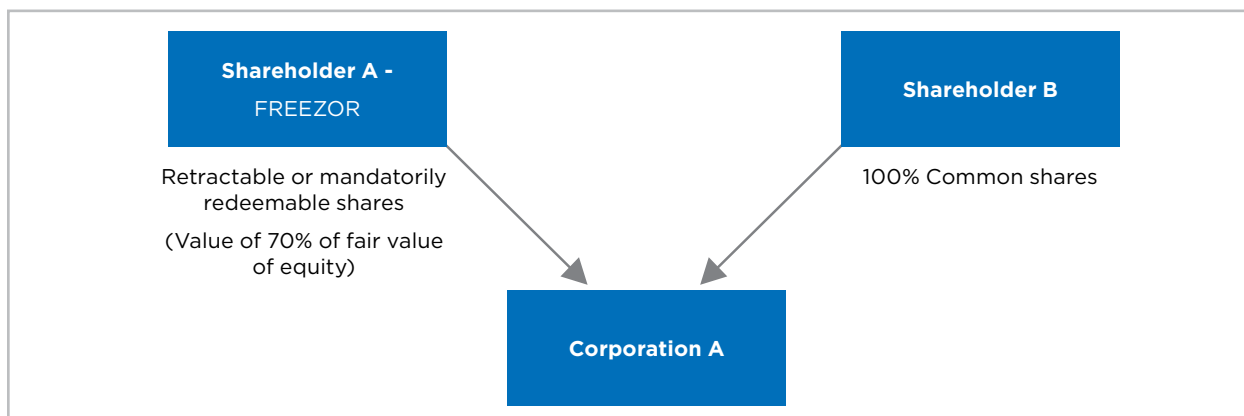 Shareholder A -
FREEZOR
Retractable or mandatorily
redeemable shares
(Value of 70% of fair value
of equity)
Shareholder B
100% Common shares
Corporation A